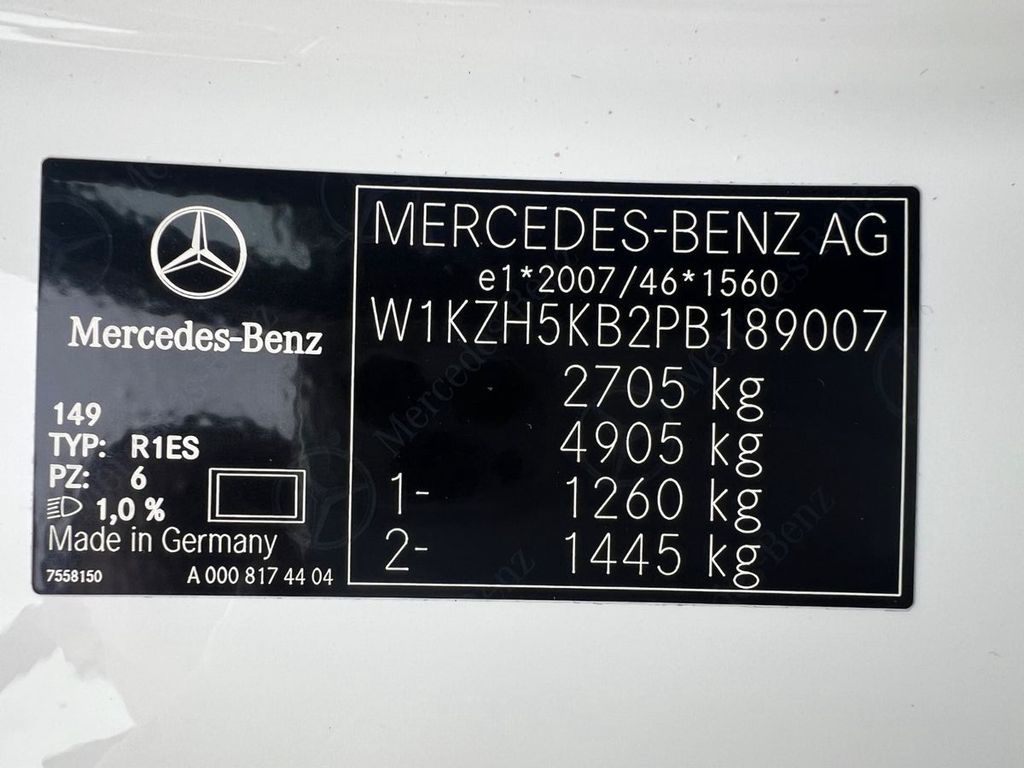 Mercedes-Benz
149
TYP: R1ES
PZ: 6
1,0 %
Made in Germany
7558150 A 000 817 44 04
MERCEDES-BENZ AG
e1*2007/46*1560
W1KZH5KB2PB189007
2705 kg
4905 kg
1- 1260 kg
2- 1445 kg